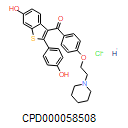 HO
O
S
O
OH
N
Cl⁻
H⁺
CPD000058508